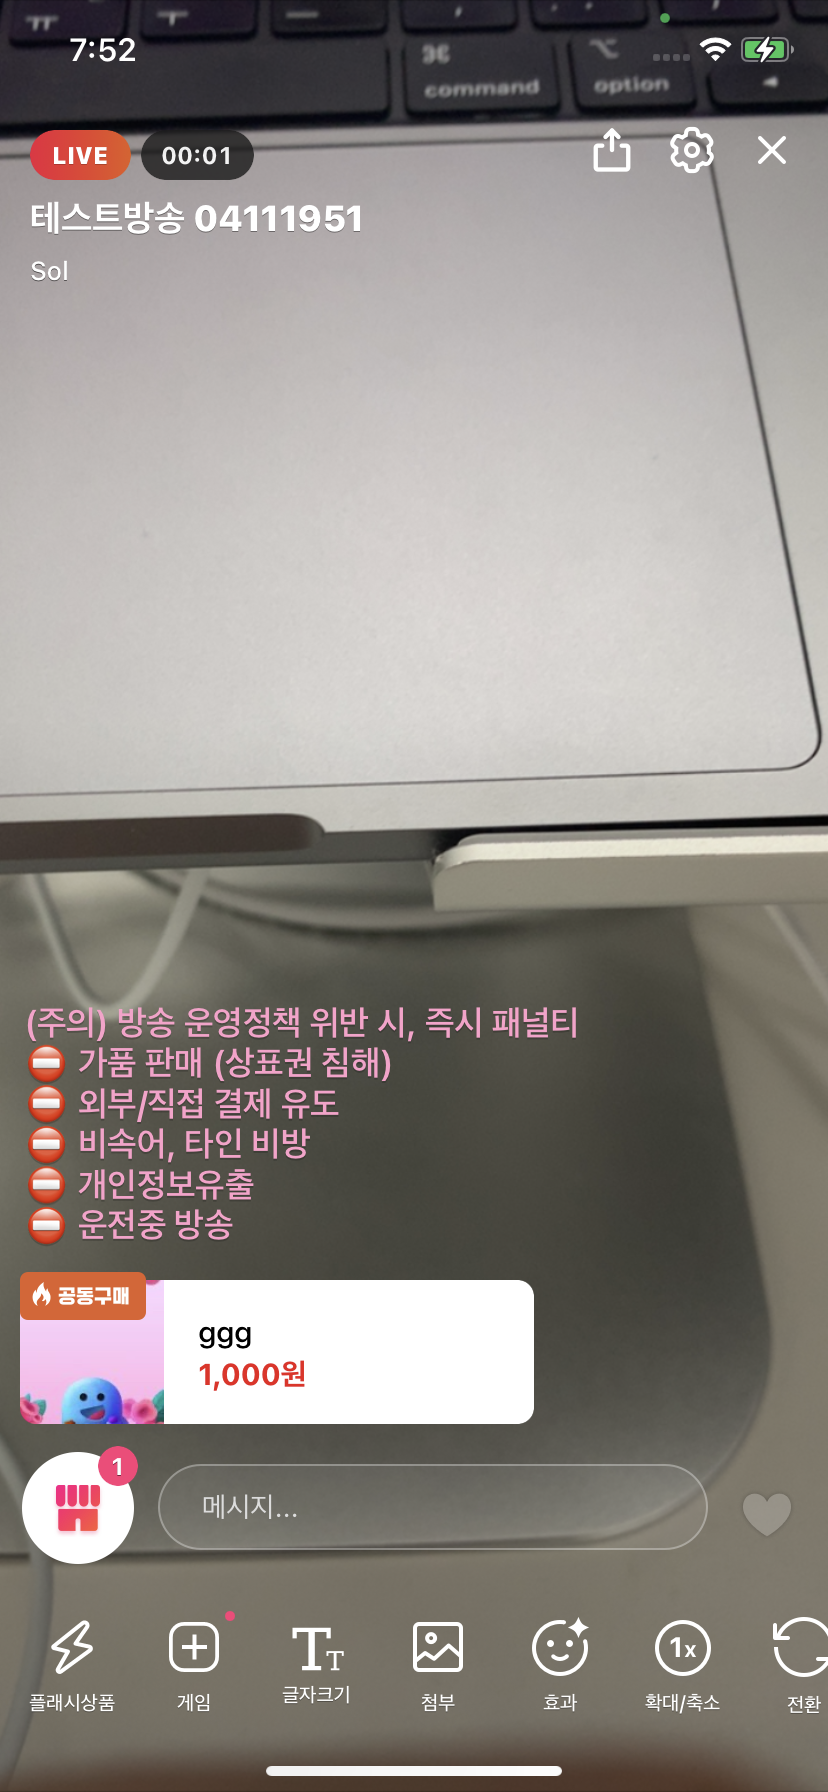 ㅠ ㅜ ㅡ
7:52
⌘ ⌥
command option
LIVE 00:01
테스트방송 04111951
Sol
(주의) 방송 운영정책 위반 시, 즉시 패널티
⛔ 가품 판매 (상표권 침해)
⛔ 외부/직접 결제 유도
⛔ 비속어, 타인 비방
⛔ 개인정보유출
⛔ 운전중 방송
공동구매
ggg
1,000원
1
메시지...
1x
플래시상품 게임 글자크기 첨부 효과 확대/축소 전환